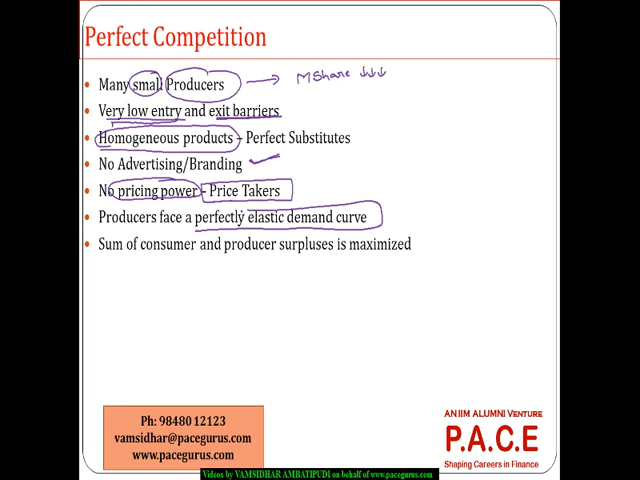 Perfect Competition
Many small Producers → M Share ↓↓↓
Very low entry and exit barriers
Homogeneous products – Perfect Substitutes
No Advertising/Branding ✓
No pricing power – Price Takers
Producers face a perfectly elastic demand curve
Sum of consumer and producer surpluses is maximized
Ph: 98480 12123
vamsidhar@pacegurus.com
www.pacegurus.com
AN IIM ALUMNI VENTURE
P.A.C.E
Shaping Careers in Finance
Videos by VAMSIDHAR AMBATIPUDI on behalf of www.pacegurus.com